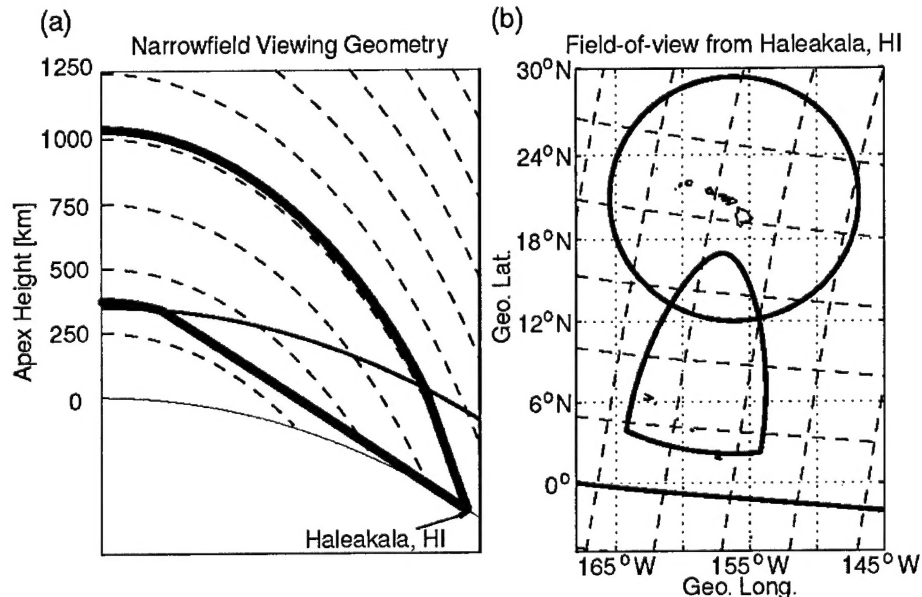 (a)
Narrowfield Viewing Geometry
1250
1000
750
500
250
0
Apex Height [km]
Haleakala, HI
(b)
Field-of-view from Haleakala, HI
30°N
24°N
18°N
12°N
6°N
0°
Geo. Lat.
165°W
155°W
145°W
Geo. Long.